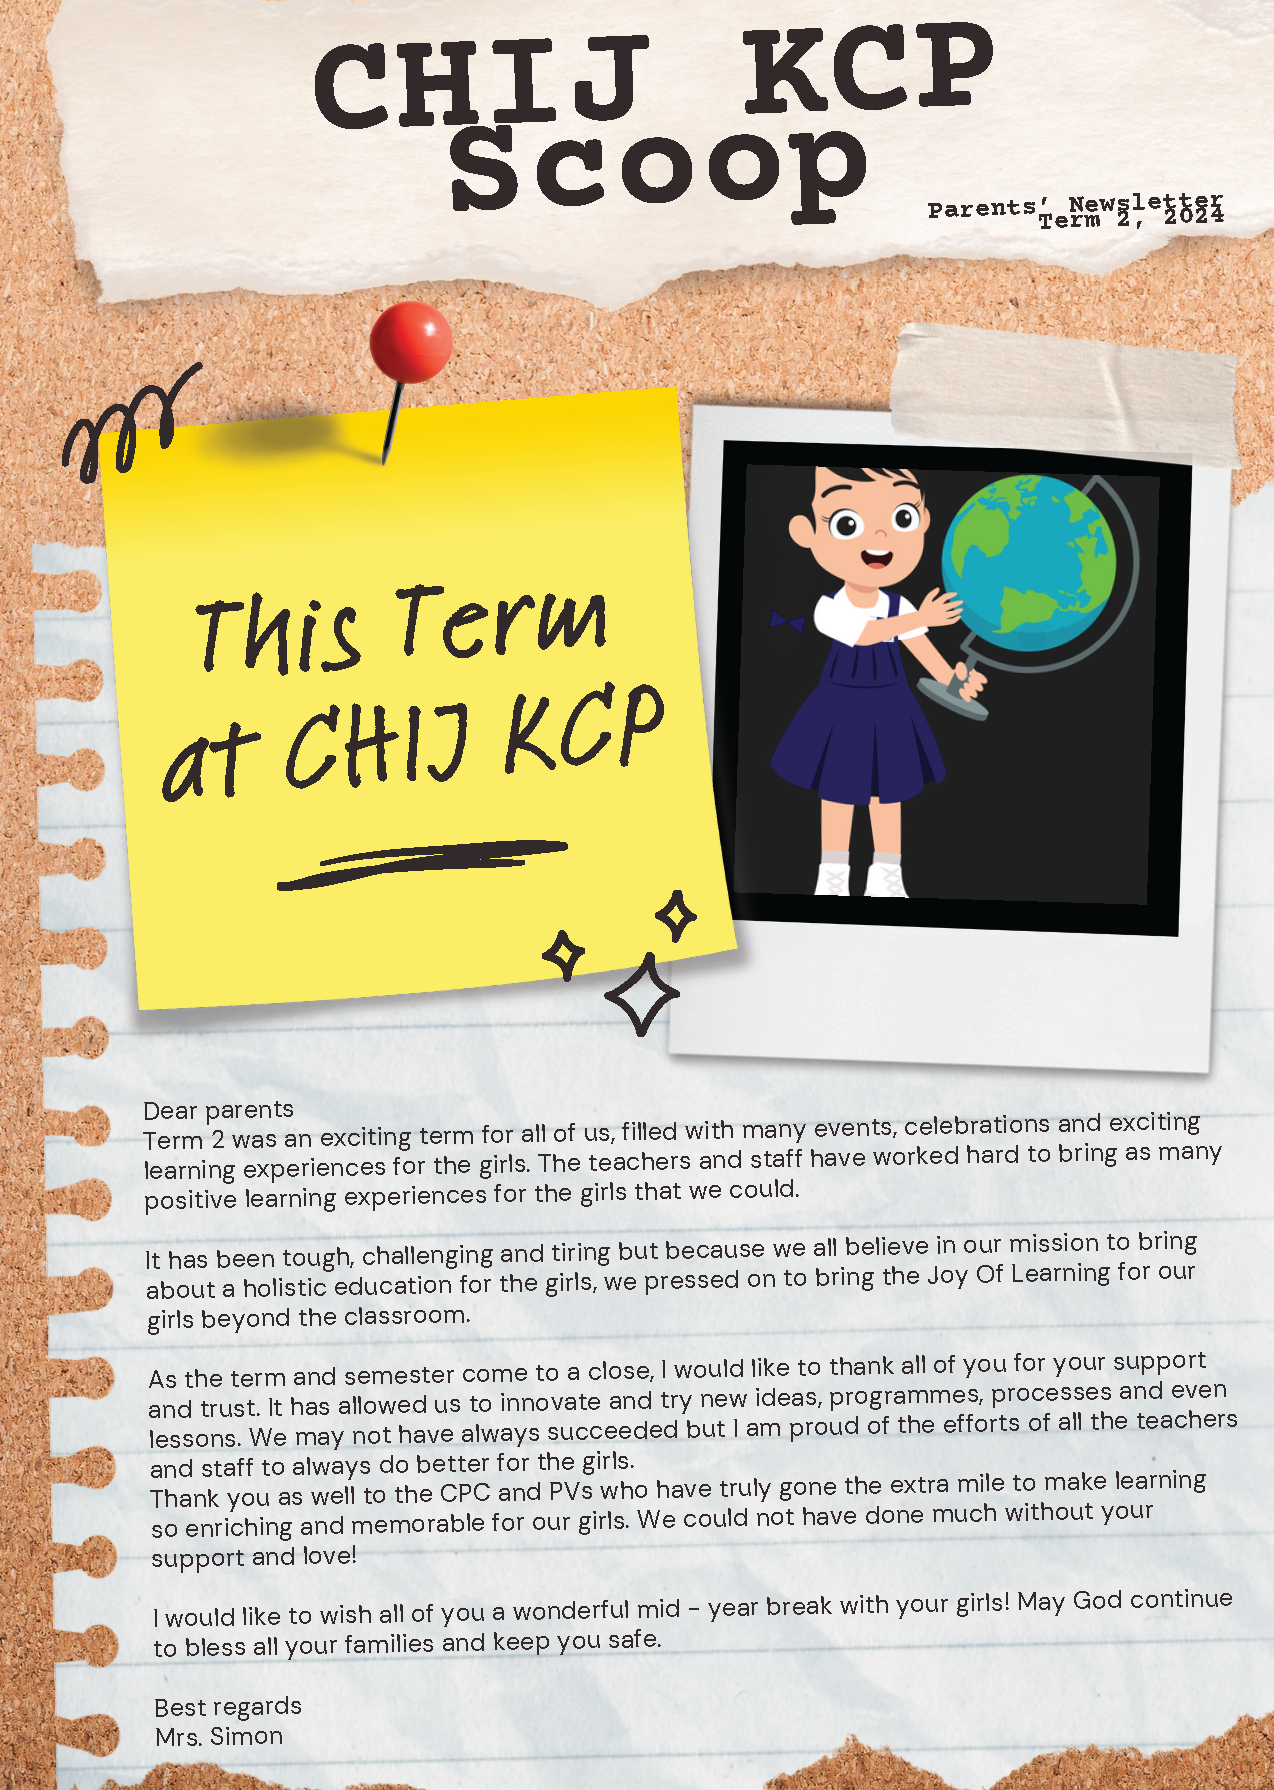 CHIJ KCP
Scoop
Parents' Newsletter
Term 2, 2024
This Term
at CHIJ KCP
Dear parents
Term 2 was an exciting term for all of us, filled with many events, celebrations and exciting
learning experiences for the girls. The teachers and staff have worked hard to bring as many
positive learning experiences for the girls that we could.
It has been tough, challenging and tiring but because we all believe in our mission to bring
about a holistic education for the girls, we pressed on to bring the Joy Of Learning for our
girls beyond the classroom.
As the term and semester come to a close, I would like to thank all of you for your support
and trust. It has allowed us to innovate and try new ideas, programmes, processes and even
lessons. We may not have always succeeded but I am proud of the efforts of all the teachers
and staff to always do better for the girls.
Thank you as well to the CPC and PVs who have truly gone the extra mile to make learning
so enriching and memorable for our girls. We could not have done much without your
support and love!
I would like to wish all of you a wonderful mid - year break with your girls! May God continue
to bless all your families and keep you safe.
Best regards
Mrs. Simon